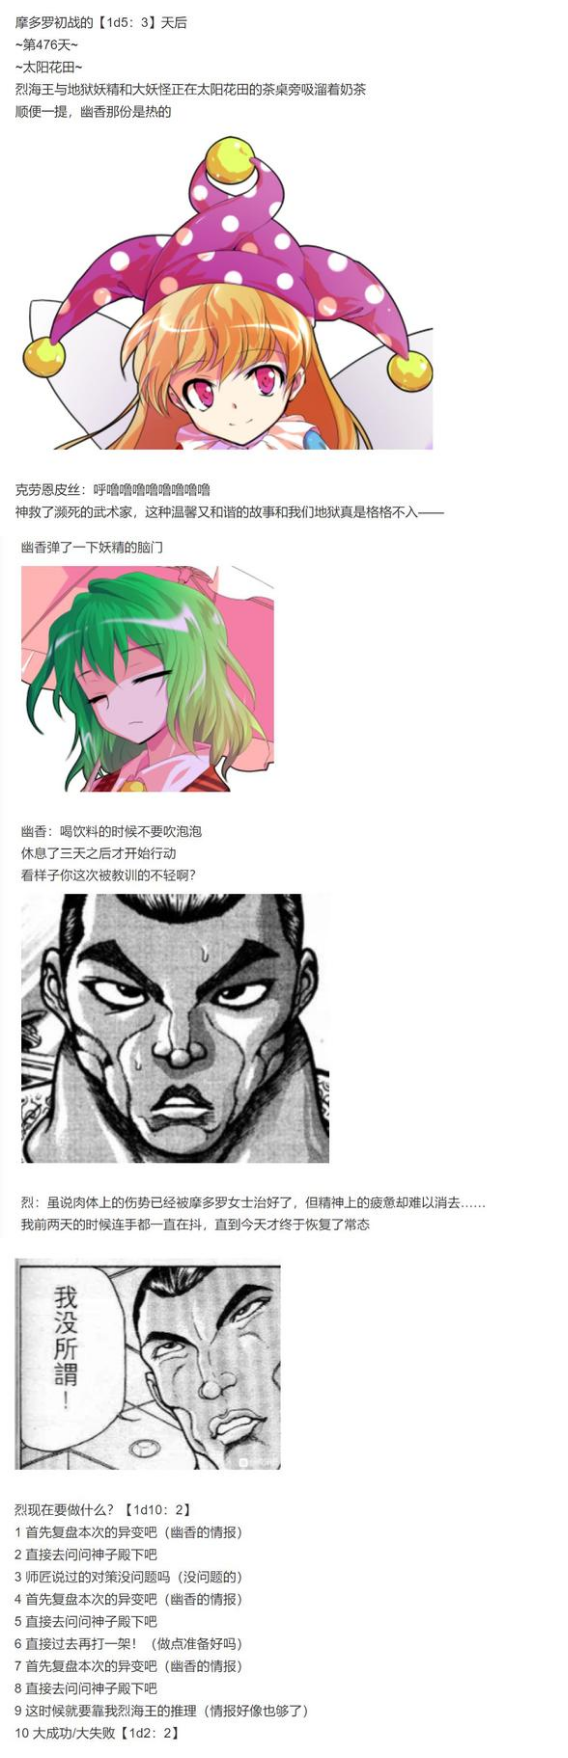 摩多罗初战的【1d5：3】天后
~第476天~
~太阳花田~
烈海王与地狱妖精和大妖怪正在太阳花田的茶桌旁吸溜着奶茶
顺便一提，幽香那份是热的
克劳恩皮丝：呼噜噜噜噜噜噜噜噜
神救了濒死的武术家，这种温馨又和谐的故事和我们地狱真是格格不入——
幽香弹了一下妖精的脑门
幽香：喝饮料的时候不要吹泡泡
休息了三天之后才开始行动
看样子你这次被教训的不轻啊？
烈：虽说肉体上的伤势已经被摩多罗女士治好了，但精神上的疲惫却难以消去……
我前两天的时候连手都一直在抖，直到今天才终于恢复了常态
我没所謂！
烈现在要做什么？【1d10：2】
1 首先复盘本次的异变吧（幽香的情报）
2 直接去问问神子殿下吧
3 师匠说过的对策没问题吗（没问题的）
4 首先复盘本次的异变吧（幽香的情报）
5 直接去问问神子殿下吧
6 直接过去再打一架！（做点准备好吗）
7 首先复盘本次的异变吧（幽香的情报）
8 直接去问问神子殿下吧
9 这时候就要靠我烈海王的推理（情报好像也够了）
10 大成功/大失败【1d2：2】